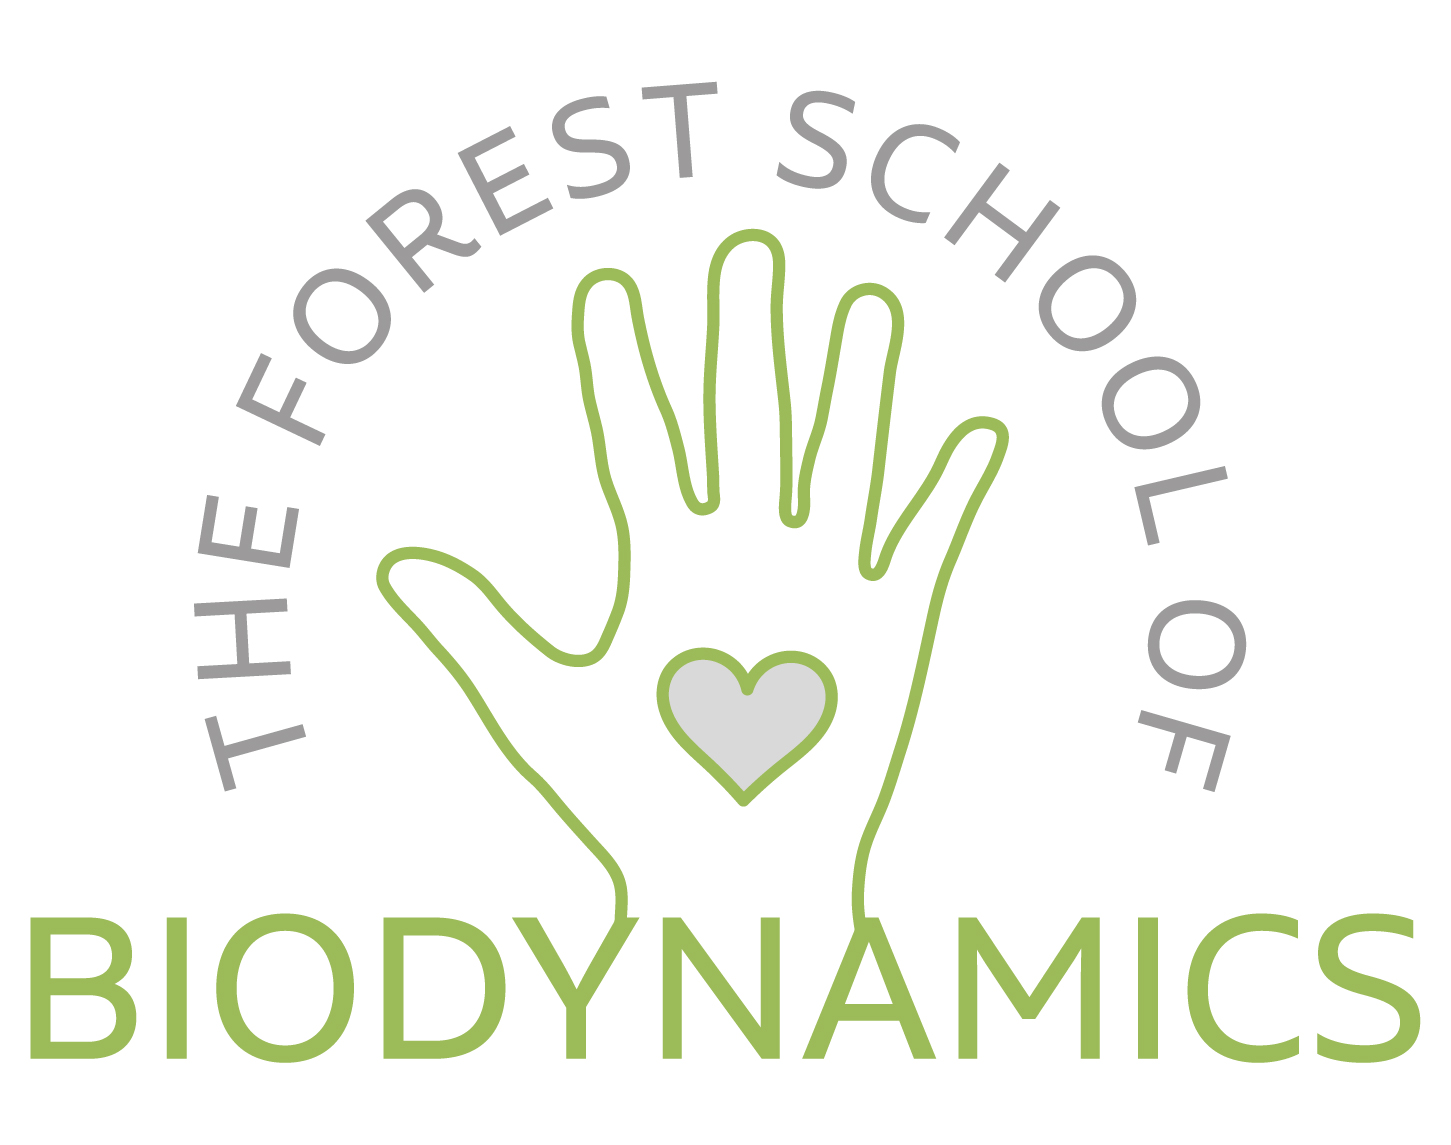 THE FOREST SCHOOL OF
BIODYNAMICS